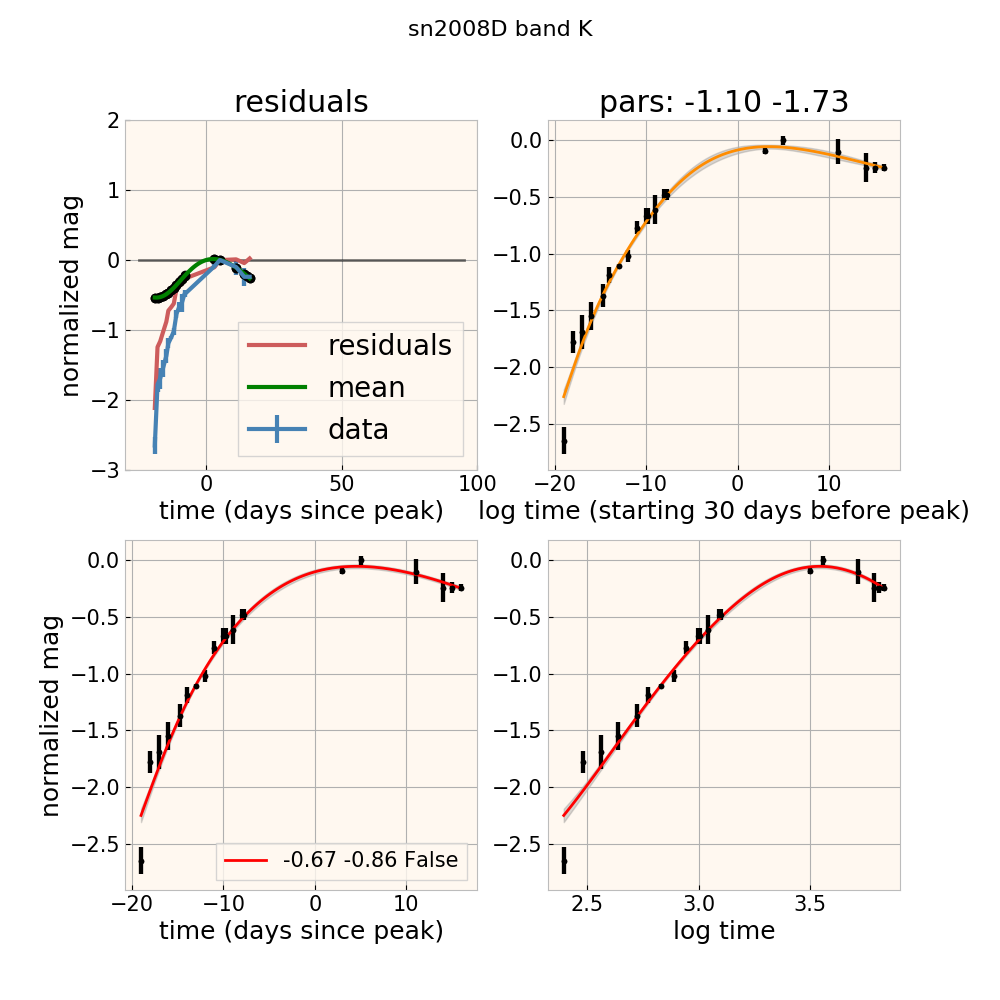 sn2008D band K
residuals
pars: -1.10 -1.73
2
1
0
−1
−2
−3
normalized mag
0
50
100
time (days since peak)
residuals
mean
data
0.0
−0.5
−1.0
−1.5
−2.0
−2.5
−20
−10
0
10
log time (starting 30 days before peak)
0.0
−0.5
−1.0
−1.5
−2.0
−2.5
normalized mag
−20
−10
0
10
time (days since peak)
-0.67 -0.86 False
0.0
−0.5
−1.0
−1.5
−2.0
−2.5
2.5
3.0
3.5
log time